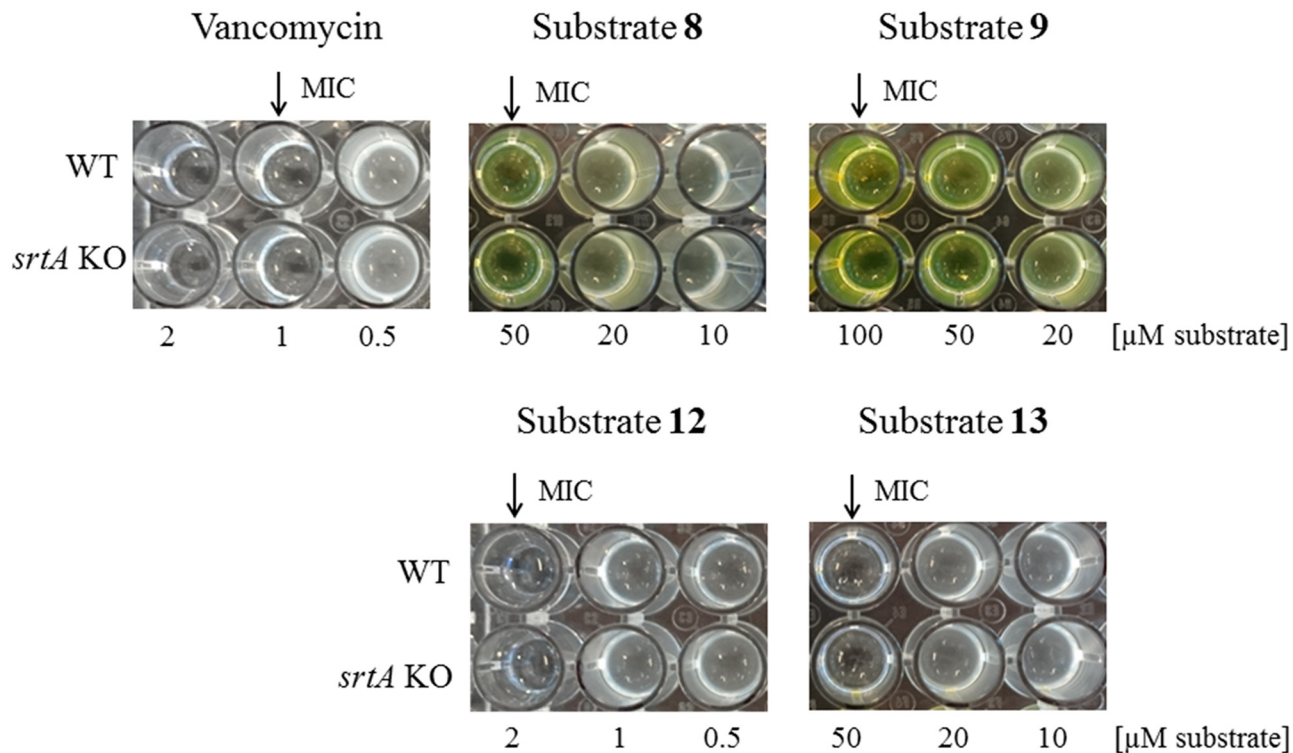 Vancomycin Substrate 8 Substrate 9
MIC MIC MIC
WT
srtA KO
2 1 0.5 50 20 10 100 50 20 [µM substrate]
Substrate 12 Substrate 13
MIC MIC
WT
srtA KO
2 1 0.5 50 20 10 [µM substrate]